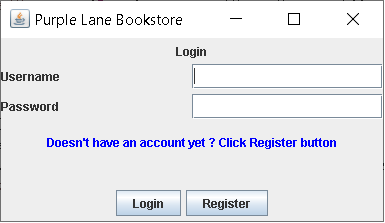 Purple Lane Bookstore
Login
Username
Password
Doesn't have an account yet ? Click Register button
Login Register